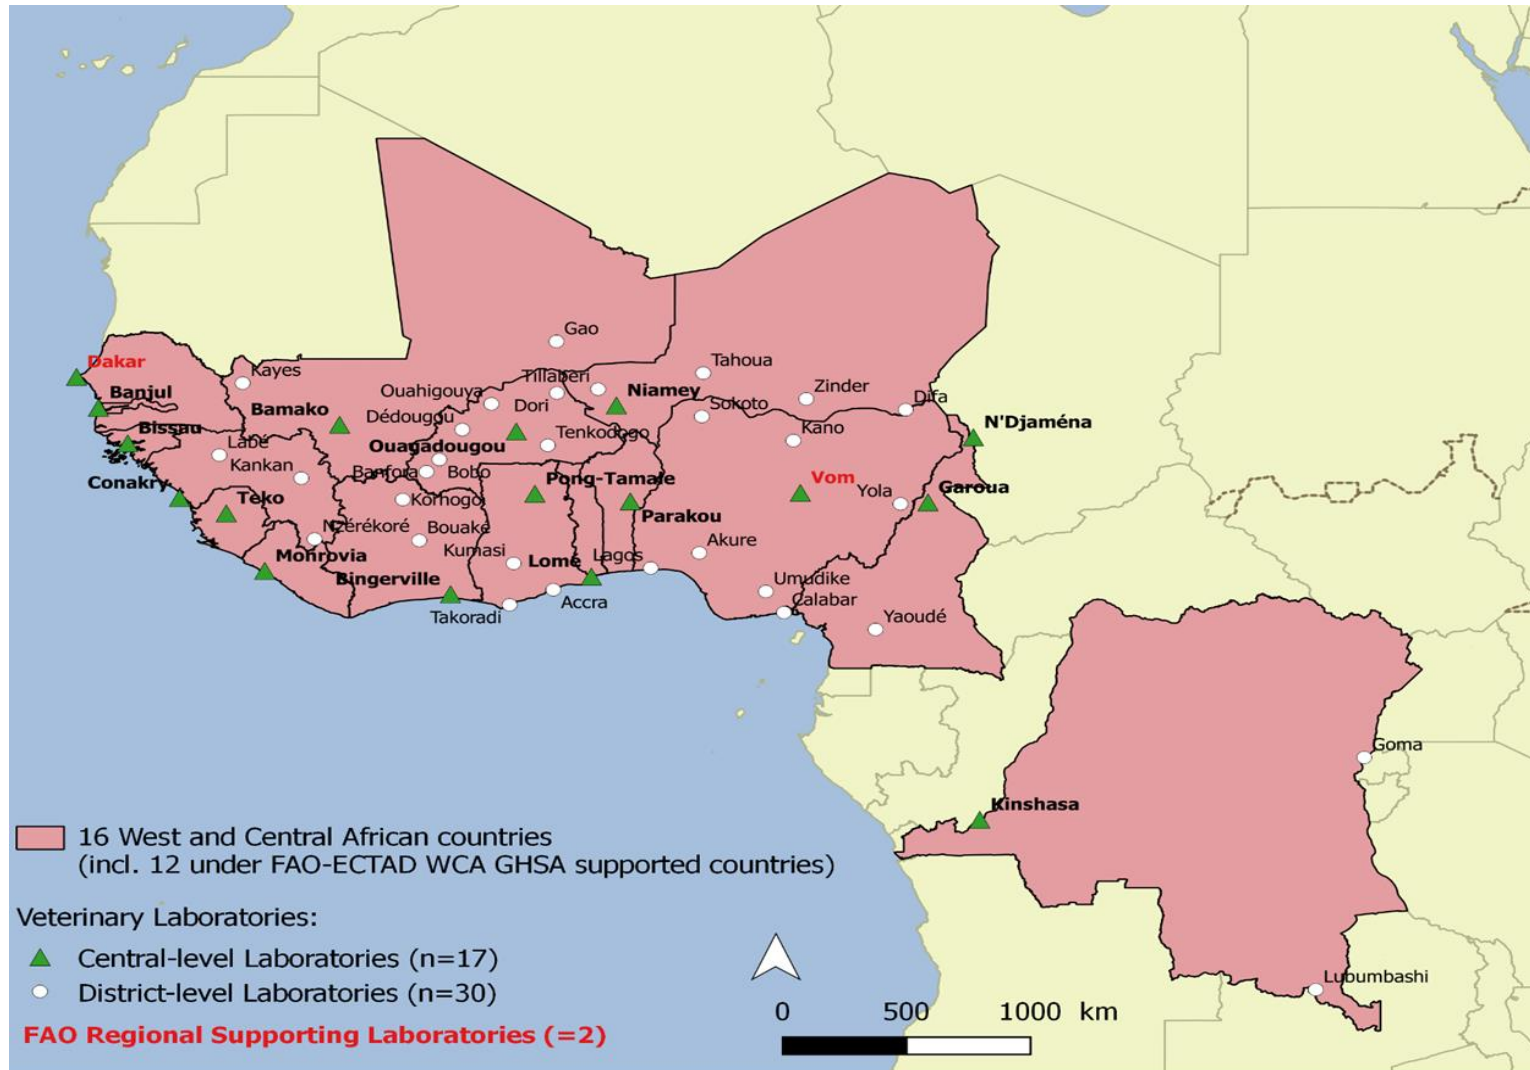 Gao
Dakar
Kayes
Tahoua
Tillabéri
Banjul
Ouahigouya
Niamey
Zinder
Difa
Bamako
Dori
Sokoto
Dédougou
N'Djaména
Bissau
Tenkodogo
Kano
Labé
Ouagadougou
Kankan
Banfora
Bobo
Pong-Tamale
Vom
Conakry
Teko
Korhogo
Yola
Garoua
Parakou
Nzérékoré
Bouaké
Akure
Monrovia
Kumasi
Lomé
Lagos
Bingerville
Umudike
Accra
Calabar
Takoradi
Yaoudé
Goma
Kinshasa
16 West and Central African countries
(incl. 12 under FAO-ECTAD WCA GHSA supported countries)
Veterinary Laboratories:
Central-level Laboratories (n=17)
Lubumbashi
District-level Laboratories (n=30)
0 500 1000 km
FAO Regional Supporting Laboratories (=2)